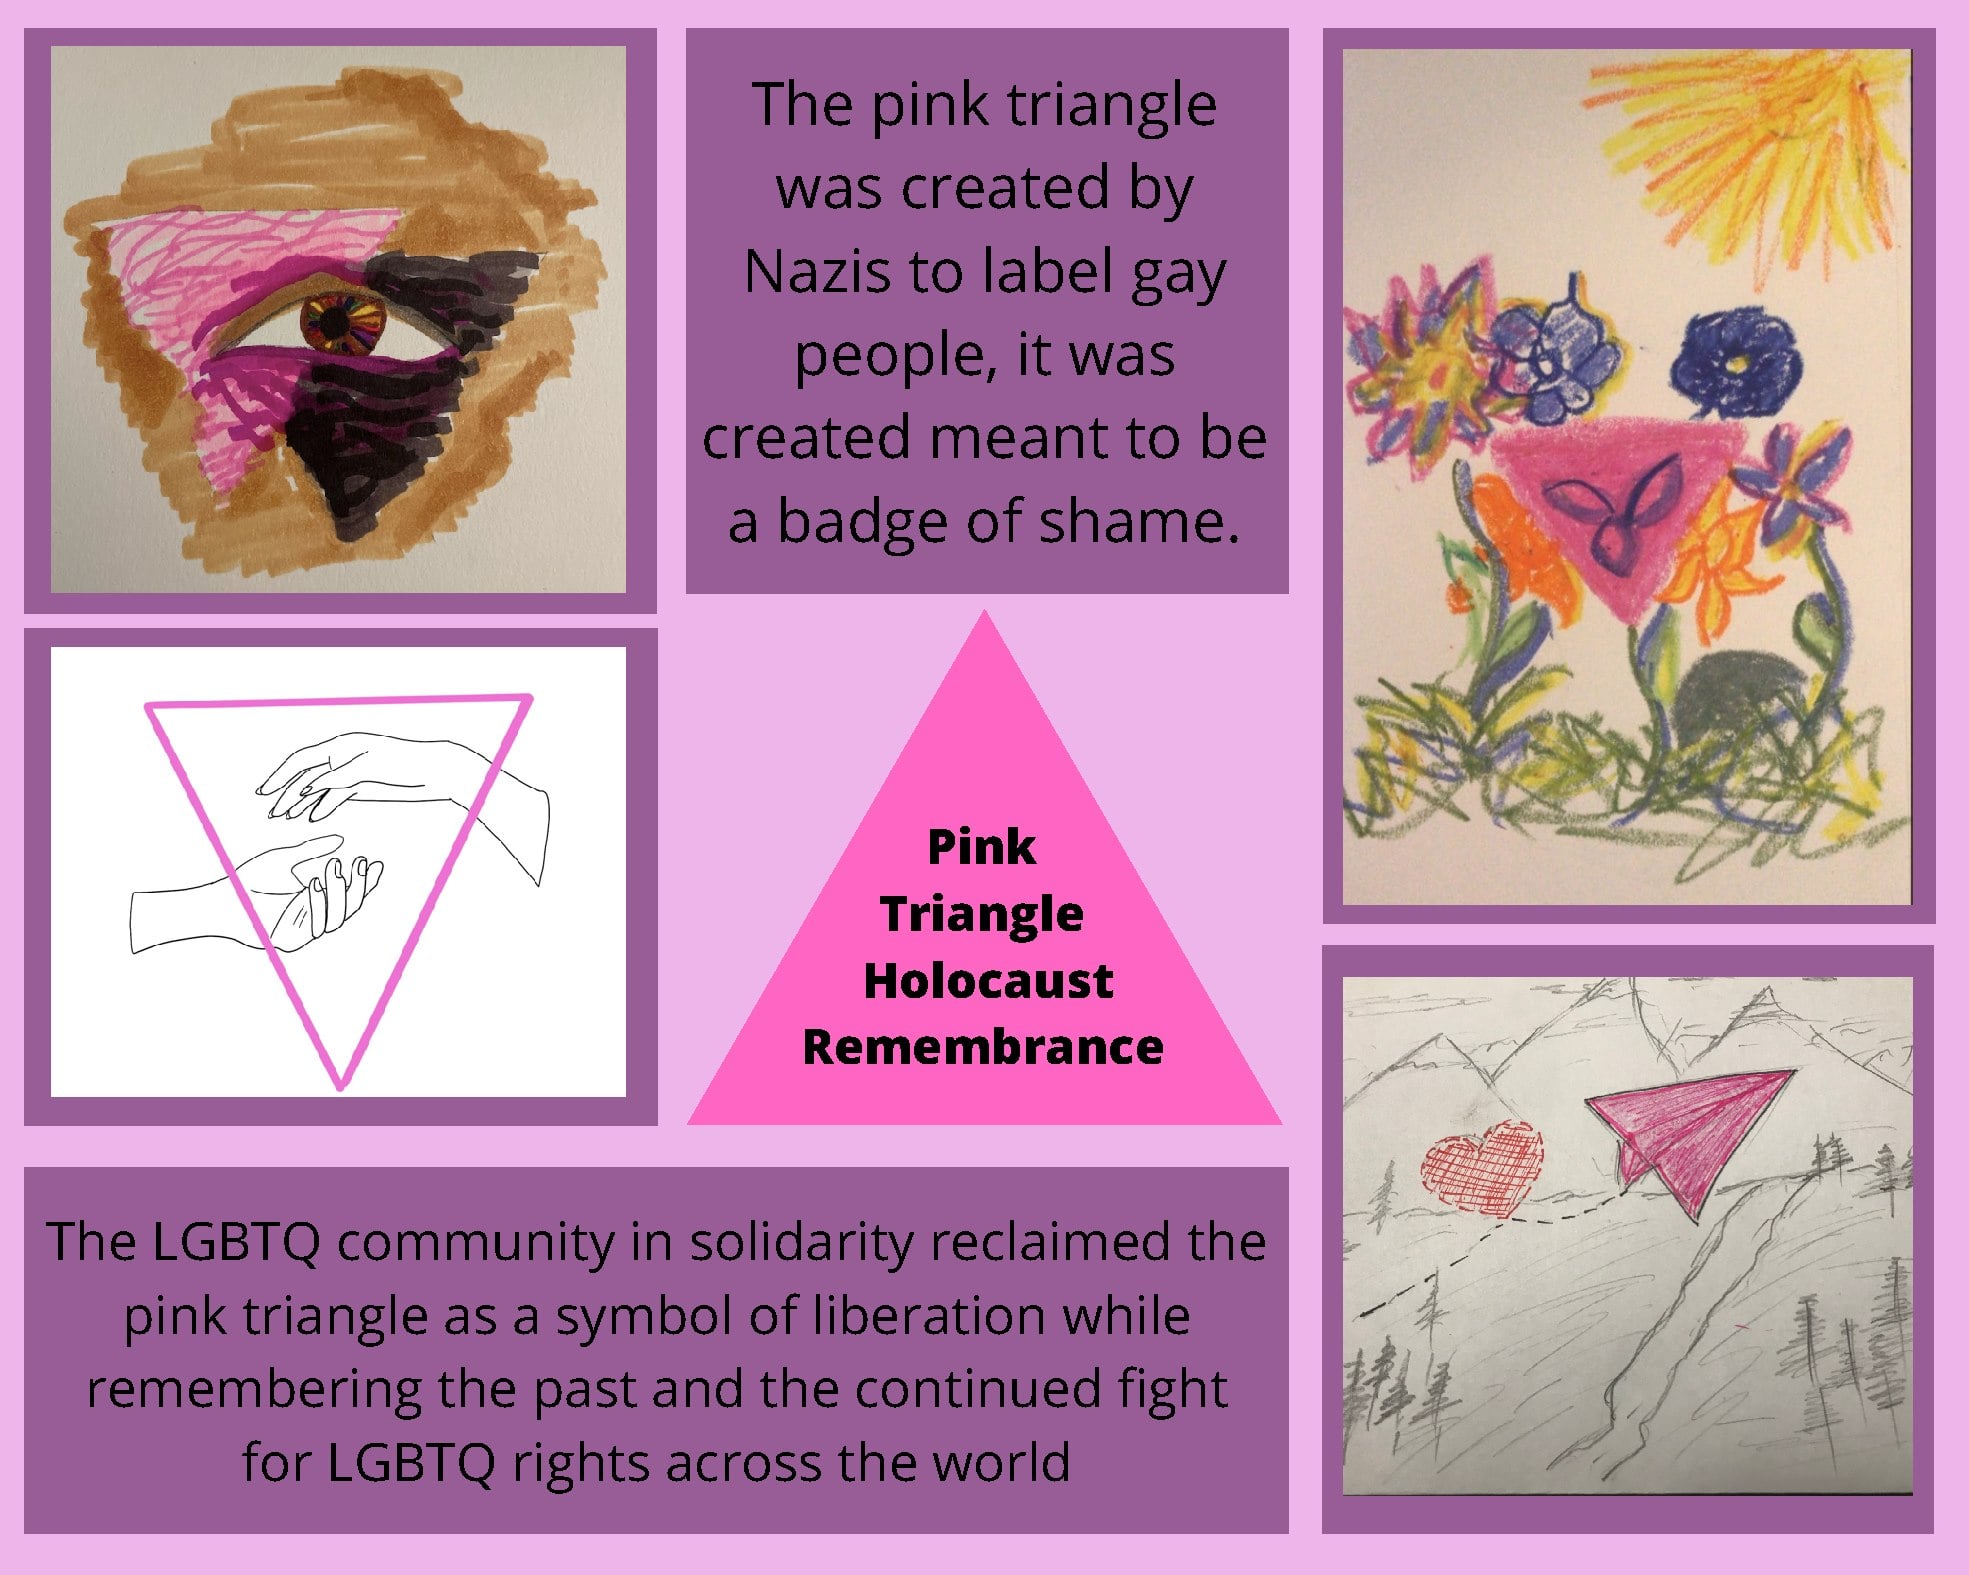 The pink triangle
was created by
Nazis to label gay
people, it was
created meant to be
a badge of shame.
Pink
Triangle
Holocaust
Remembrance
The LGBTQ community in solidarity reclaimed the
pink triangle as a symbol of liberation while
remembering the past and the continued fight
for LGBTQ rights across the world